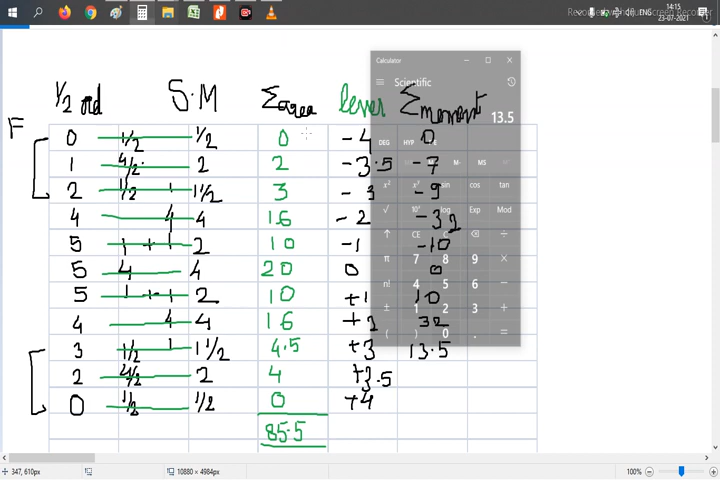 14:15
ENG
23-07-2021
Calculator
Scientific
13.5
½ ord S.M Σarea lever Σmoment
F
0 ½ ½ 0 -4 0
1 4/2 2 2 -3.5 -7
2 ½ 1 1½ 3 -3 -9
4 4 4 16 -2 -32
5 1 + 1 2 10 -1 -10
5 4 4 20 0 0
5 1 + 1 2 10 +1 10
4 4 4 16 +2 32
3 ½ 1 1½ 4.5 +3 13.5
2 4/2 2 4 +3.5
0 ½ ½ 0 +4
85.5
DEG HYP F-E
M- MS
x² sin cos tan
√ 10ˣ log Exp Mod
↑ CE C ÷
π 7 8 9 ×
n! 4 5 6 -
± 1 2 3 +
( ) 0 . =
347, 610px 10880 × 4984px 100%